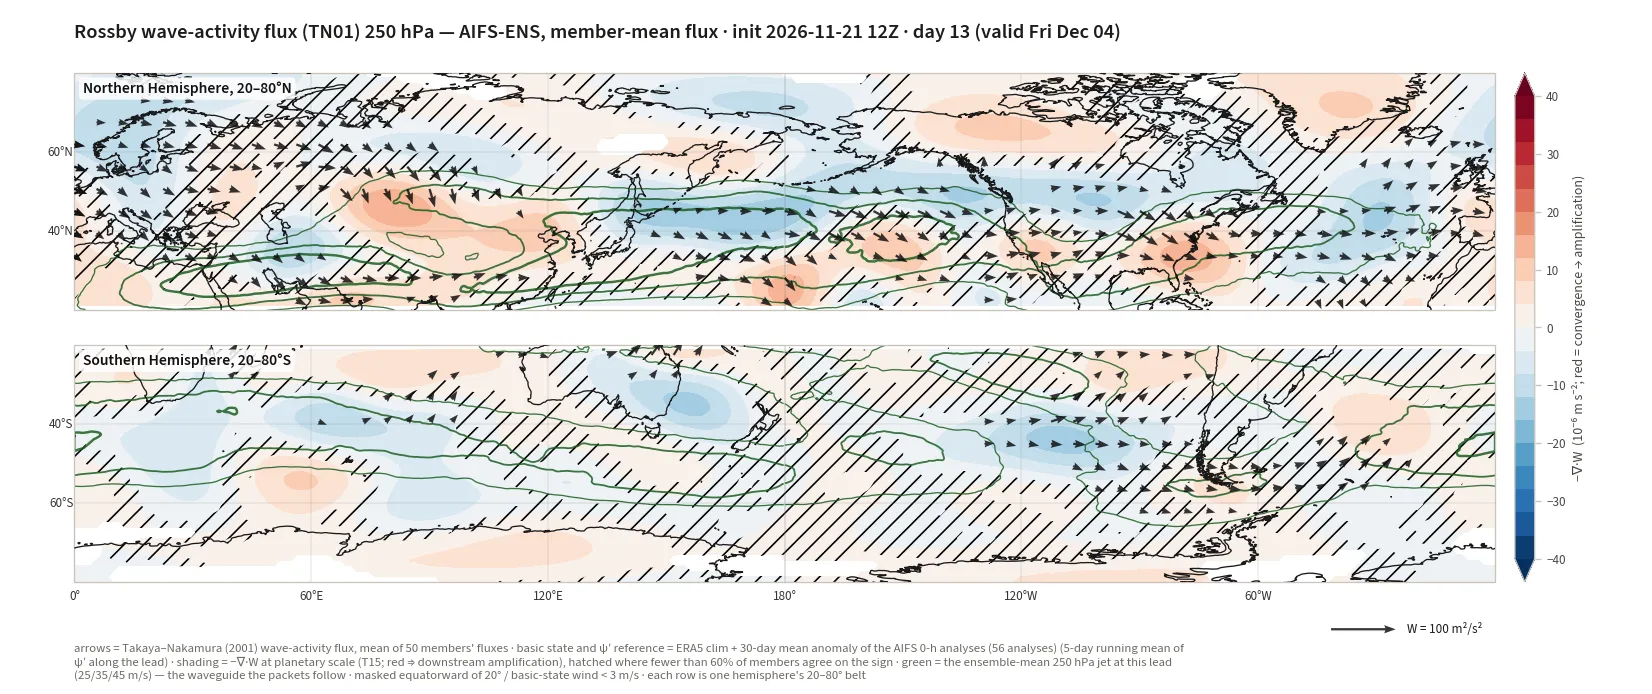 Rossby wave-activity flux (TN01) 250 hPa — AIFS-ENS, member-mean flux · init 2026-11-21 12Z · day 13 (valid Fri Dec 04)
Northern Hemisphere, 20–80°N
60°N
40°N
Southern Hemisphere, 20–80°S
40°S
60°S
0°
60°E
120°E
180°
120°W
60°W
40
30
20
10
0
−10
−20
−30
−40
−∇·W (10⁻⁶ m s⁻²; red = convergence → amplification)
W = 100 m²/s²
arrows = Takaya–Nakamura (2001) wave-activity flux, mean of 50 members' fluxes · basic state and ψ' reference = ERA5 clim + 30-day mean anomaly of the AIFS 0-h analyses (56 analyses) (5-day running mean of
ψ' along the lead) · shading = −∇·W at planetary scale (T15; red ⇒ downstream amplification), hatched where fewer than 60% of members agree on the sign · green = the ensemble-mean 250 hPa jet at this lead
(25/35/45 m/s) — the waveguide the packets follow · masked equatorward of 20° / basic-state wind < 3 m/s · each row is one hemisphere's 20–80° belt